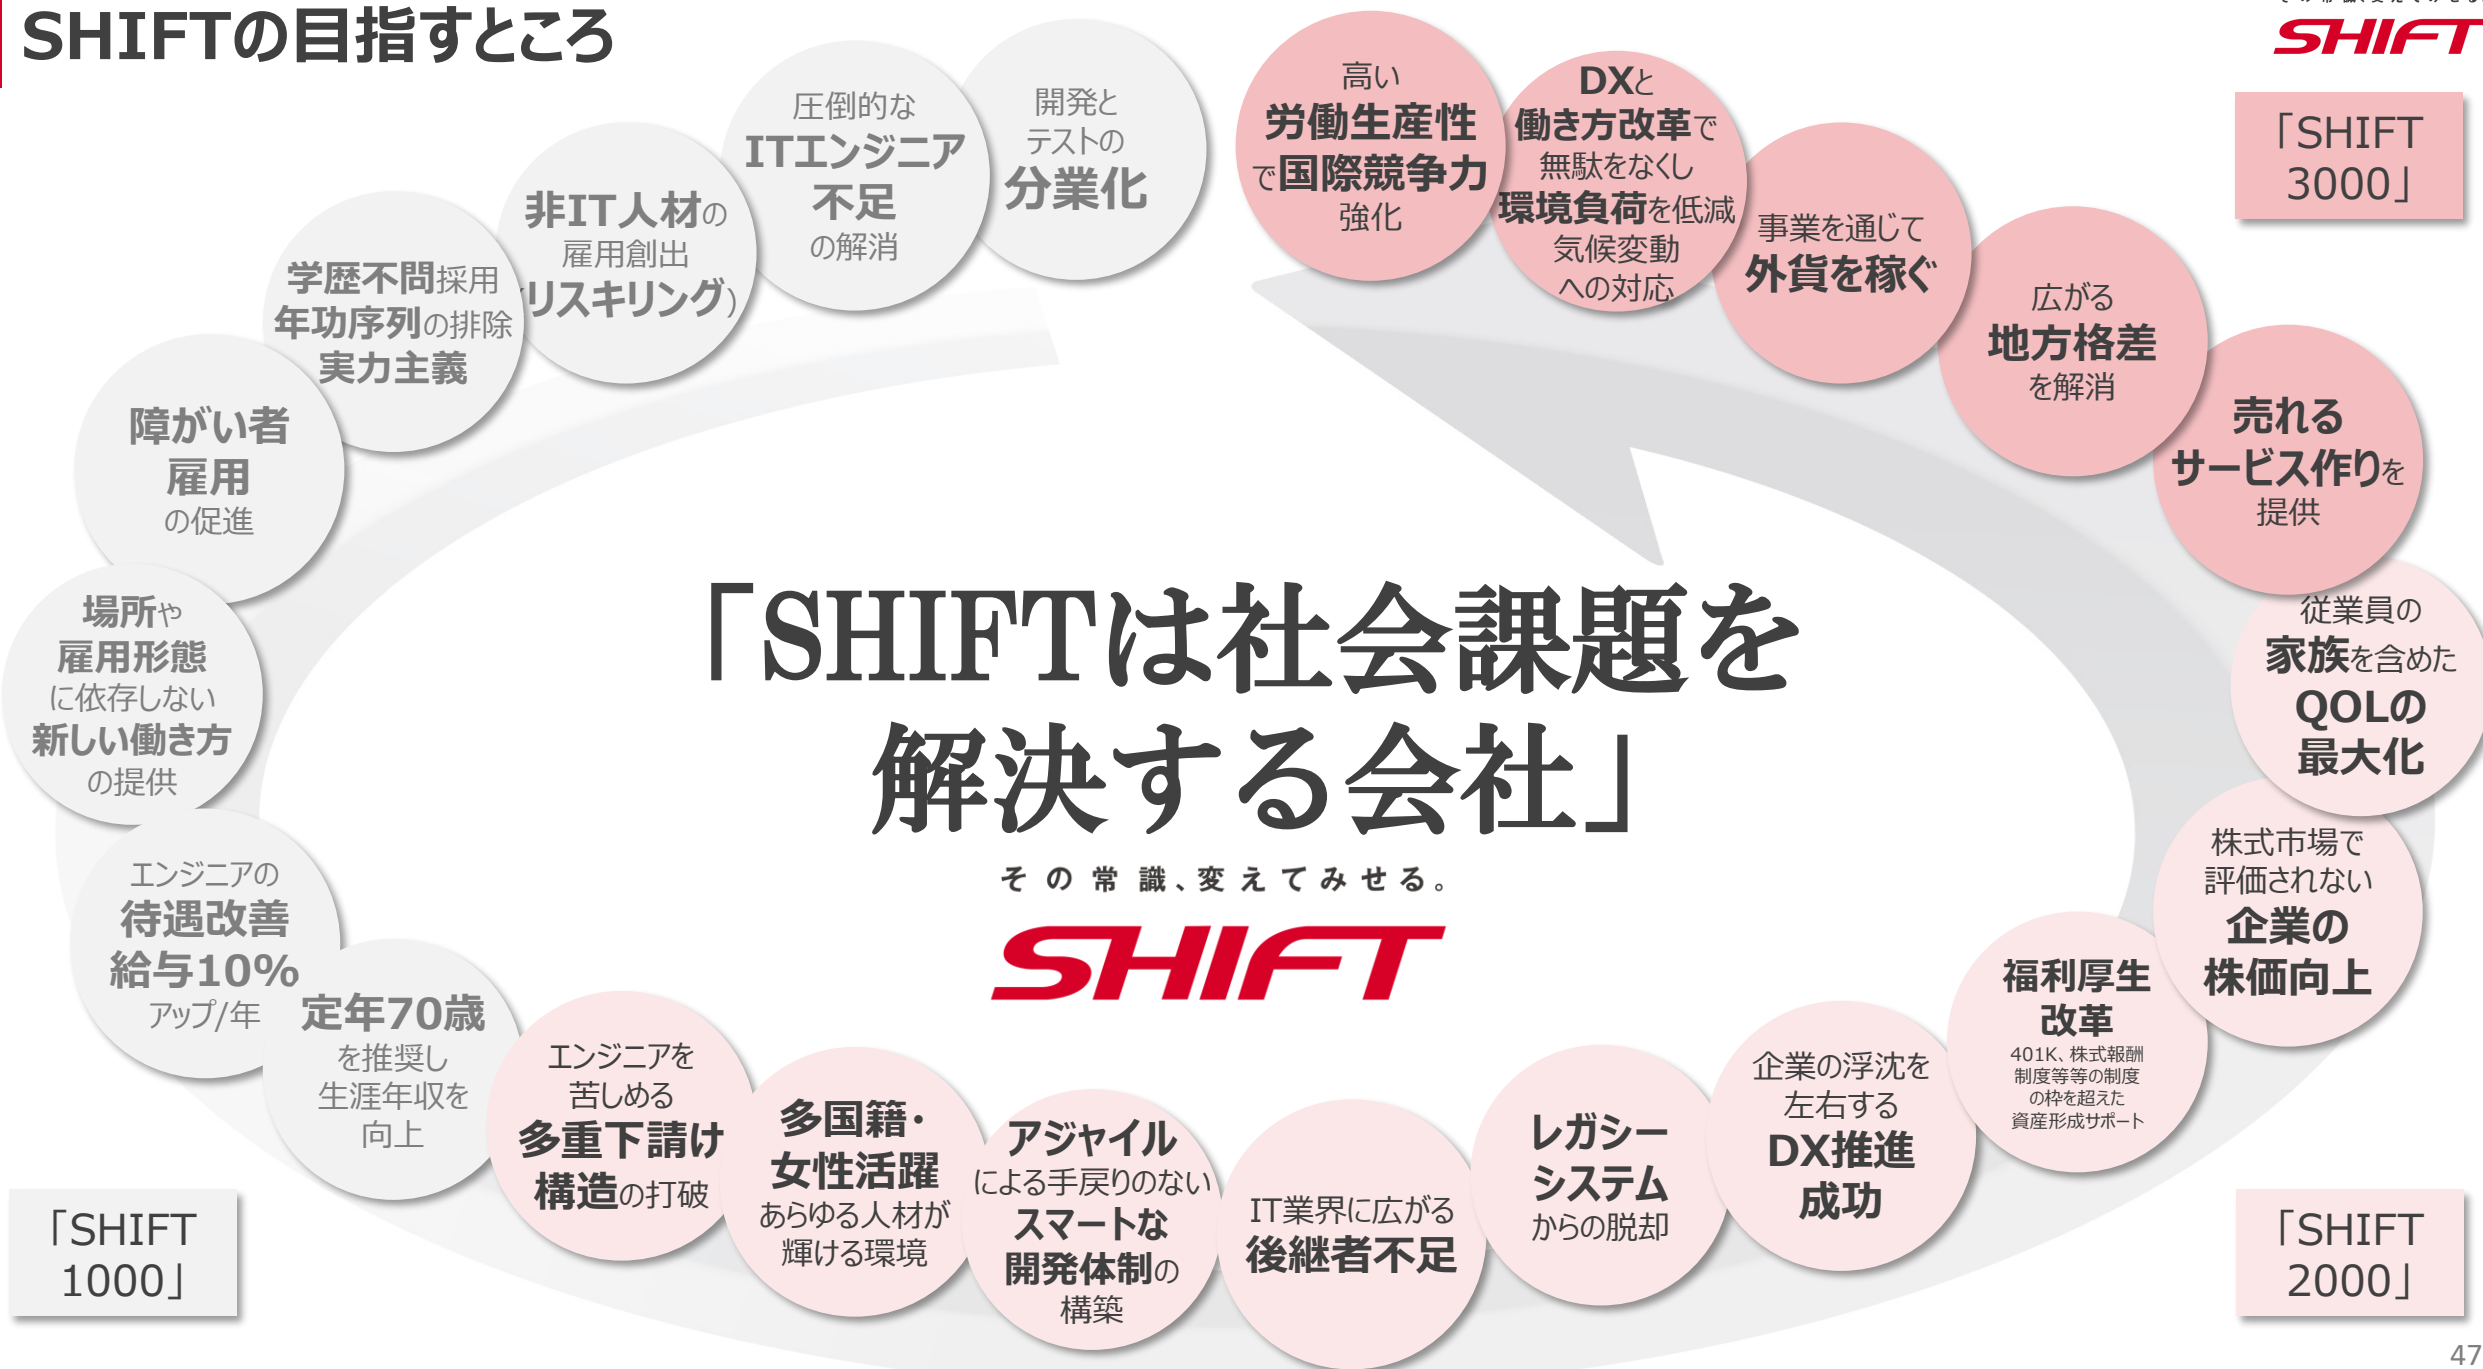 SHIFTの目指すところ
その常識、変えてみせる。
SHIFT
「SHIFT
3000」
開発と
テストの
分業化
圧倒的な
ITエンジニア
不足
の解消
非IT人材の
雇用創出
(リスキリング)
学歴不問採用
年功序列の排除
実力主義
障がい者
雇用
の促進
場所や
雇用形態
に依存しない
新しい働き方
の提供
エンジニアの
待遇改善
給与10%
アップ/年
定年70歳
を推奨し
生涯年収を
向上
「SHIFT
1000」
エンジニアを
苦しめる
多重下請け
構造の打破
多国籍・
女性活躍
あらゆる人材が
輝ける環境
アジャイル
による手戻りのない
スマートな
開発体制の
構築
IT業界に広がる
後継者不足
レガシー
システム
からの脱却
企業の浮沈を
左右する
DX推進
成功
福利厚生
改革
401K、株式報酬
制度等等の制度
の枠を超えた
資産形成サポート
株式市場で
評価されない
企業の
株価向上
従業員の
家族を含めた
QOLの
最大化
「SHIFT
2000」
売れる
サービス作りを
提供
広がる
地方格差
を解消
事業を通じて
外貨を稼ぐ
DXと
働き方改革で
無駄をなくし
環境負荷を低減
気候変動
への対応
高い
労働生産性
で国際競争力
強化
「SHIFTは社会課題を
解決する会社」
その常識、変えてみせる。
SHIFT
47